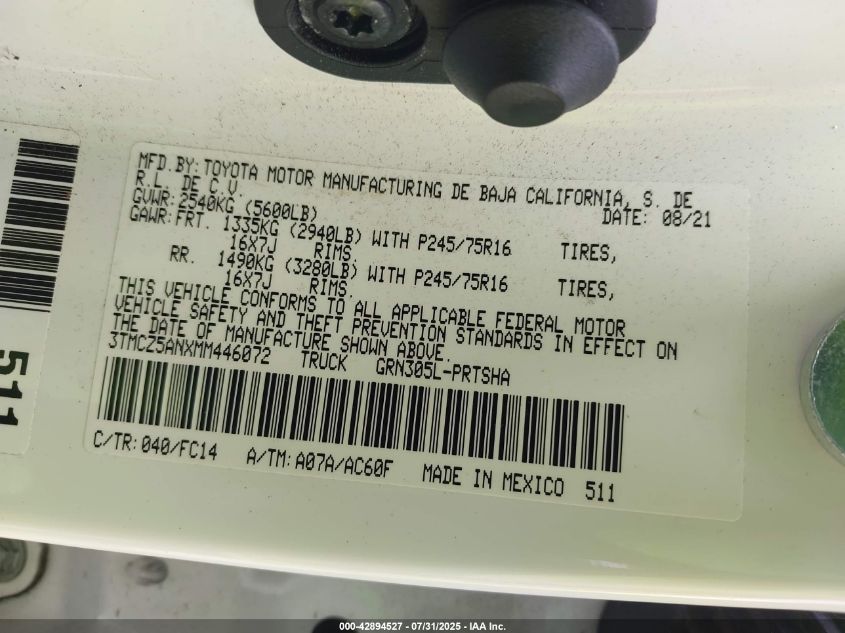 MFD.BY:TOYOTA MOTOR MANUFACTURING DE BAJA CALIFORNIA, S. DE
R.L. DE C.V. DATE: 08/21
GVWR:2540KG (5600LB)
GAWR:FRT. 1335KG (2940LB) WITH P245/75R16 TIRES,
16X7J RIMS.
RR. 1490KG (3280LB) WITH P245/75R16 TIRES,
16X7J RIMS.
THIS VEHICLE CONFORMS TO ALL APPLICABLE FEDERAL MOTOR
VEHICLE SAFETY AND THEFT PREVENTION STANDARDS IN EFFECT ON
THE DATE OF MANUFACTURE SHOWN ABOVE.
3TMCZ5ANXMM446072 TRUCK GRN305L-PRTSHA
C/TR:040/FC14 A/TM:A07A/AC60F MADE IN MEXICO 511
511
000-42894527 - 07/31/2025 - IAA Inc.